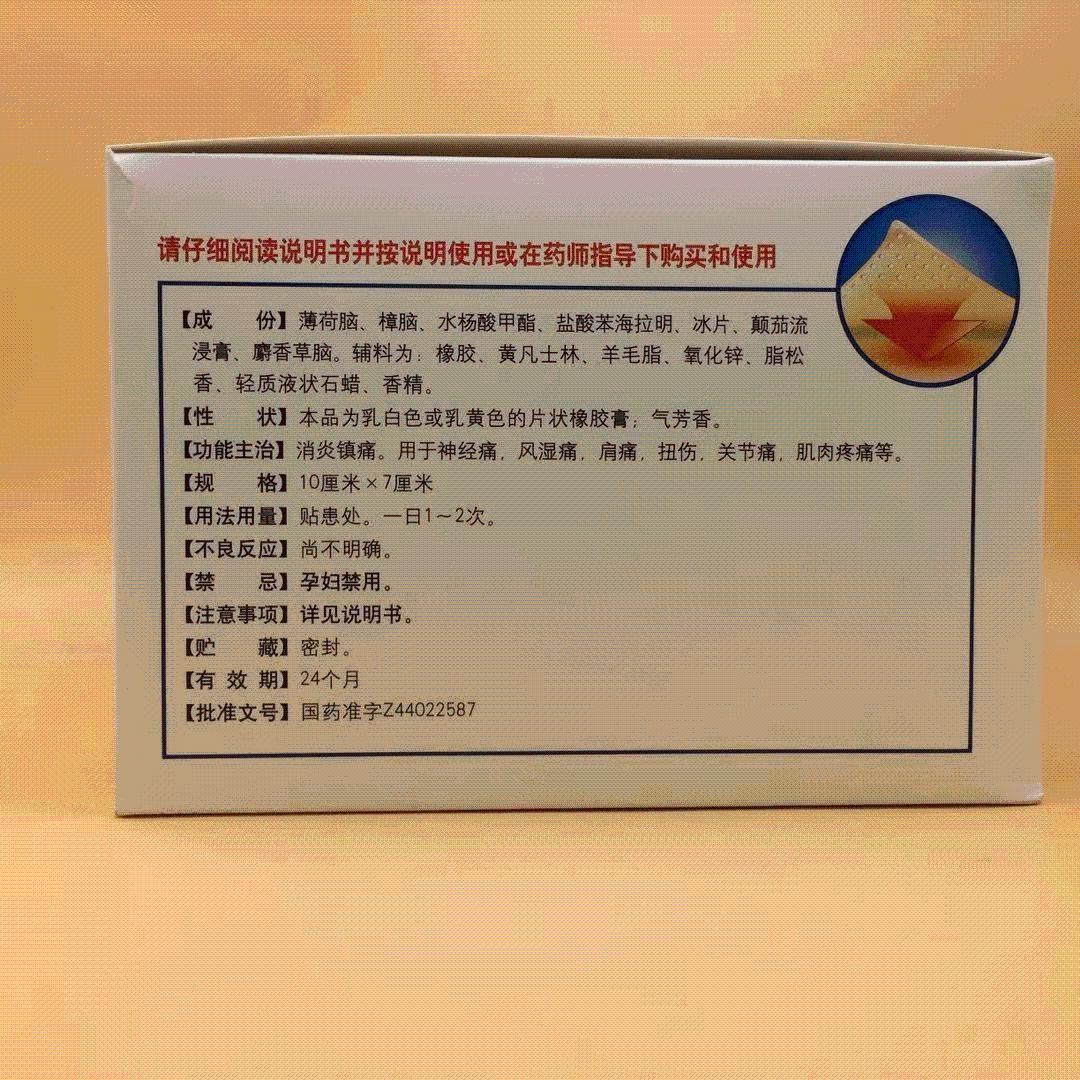 请仔细阅读说明书并按说明使用或在药师指导下购买和使用
【成 份】薄荷脑、樟脑、水杨酸甲酯、盐酸苯海拉明、冰片、颠茄流
浸膏、麝香草脑。辅料为：橡胶、黄凡士林、羊毛脂、氧化锌、脂松
香、轻质液状石蜡、香精。
【性 状】本品为乳白色或乳黄色的片状橡胶膏；气芳香。
【功能主治】消炎镇痛。用于神经痛，风湿痛，肩痛，扭伤，关节痛，肌肉疼痛等。
【规 格】10厘米×7厘米
【用法用量】贴患处。一日1～2次。
【不良反应】尚不明确。
【禁 忌】孕妇禁用。
【注意事项】详见说明书。
【贮 藏】密封。
【有 效 期】24个月
【批准文号】国药准字Z44022587